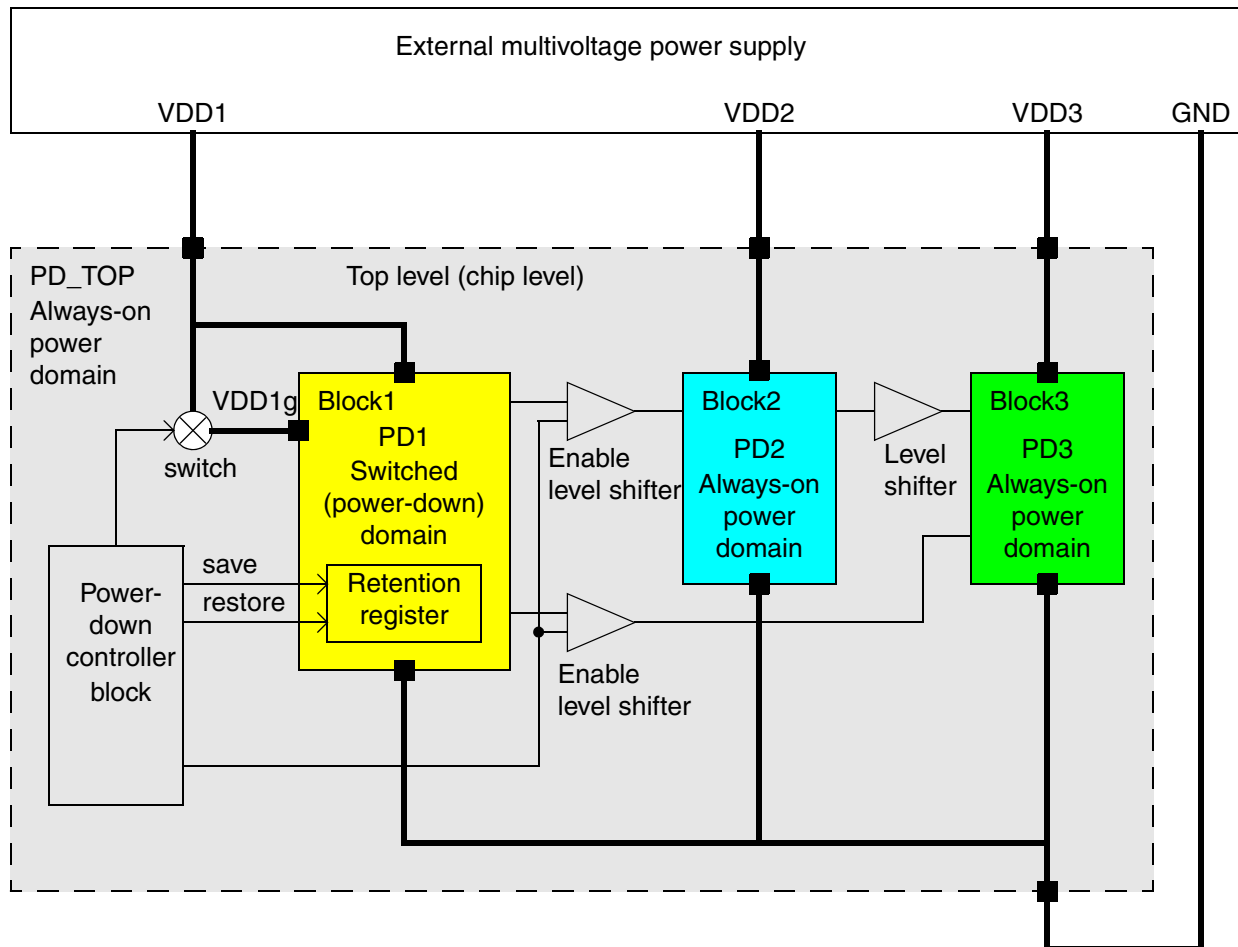 External multivoltage power supply
VDD1
VDD2
VDD3
GND
PD_TOP
Always-on
power
domain
Top level (chip level)
VDD1g
switch
Block1
PD1
Switched
(power-down)
domain
Retention
register
save
restore
Power-
down
controller
block
Enable
level shifter
Enable
level shifter
Block2
PD2
Always-on
power
domain
Level
shifter
Block3
PD3
Always-on
power
domain